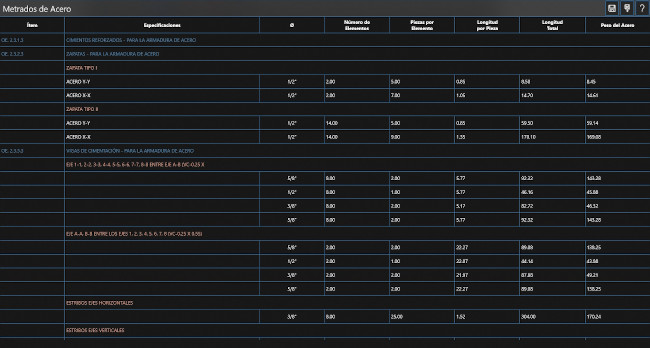 Metrados de Acero
?
Ítem Especificaciones Ø Número de Elementos Piezas por Elemento Longitud por Pieza Longitud Total Peso del Acero
OE. 2.3.1.3 CIMIENTOS REFORZADOS - PARA LA ARMADURA DE ACERO
OE. 2.3.2.3 ZAPATAS - PARA LA ARMADURA DE ACERO
ZAPATA TIPO I
ACERO Y-Y 1/2" 2.00 5.00 0.85 8.50 8.45
ACERO X-X 1/2" 2.00 7.00 1.05 14.70 14.61
ZAPATA TIPO II
ACERO Y-Y 1/2" 14.00 5.00 0.85 59.50 59.14
ACERO X-X 1/2" 14.00 9.00 1.35 170.10 169.08
OE. 2.3.3.2 VIGAS DE CIMENTACIÓN - PARA LA ARMADURA DE ACERO
EJE 1-1, 2-2, 3-3, 4-4, 5-5, 6-6, 7-7, 8-8 ENTRE EJE A-B (VC-0.25 X
5/8" 8.00 2.00 5.77 92.32 143.28
1/2" 8.00 1.00 5.77 46.16 45.88
3/8" 8.00 2.00 5.17 82.72 46.32
5/8" 8.00 2.00 5.77 92.32 143.28
EJE A-A, B-B ENTRE LOS EJES 1, 2, 3, 4, 5, 6, 7, 8 (VC-0.25 X 0.55)
5/8" 2.00 2.00 22.27 89.08 138.25
1/2" 2.00 1.00 22.07 44.14 43.88
3/8" 2.00 2.00 21.97 87.88 49.21
5/8" 2.00 2.00 22.27 89.08 138.25
ESTRIBOS EJES HORIZONTALES
3/8" 8.00 25.00 1.52 304.00 170.24
ESTRIBOS EJES VERTICALES